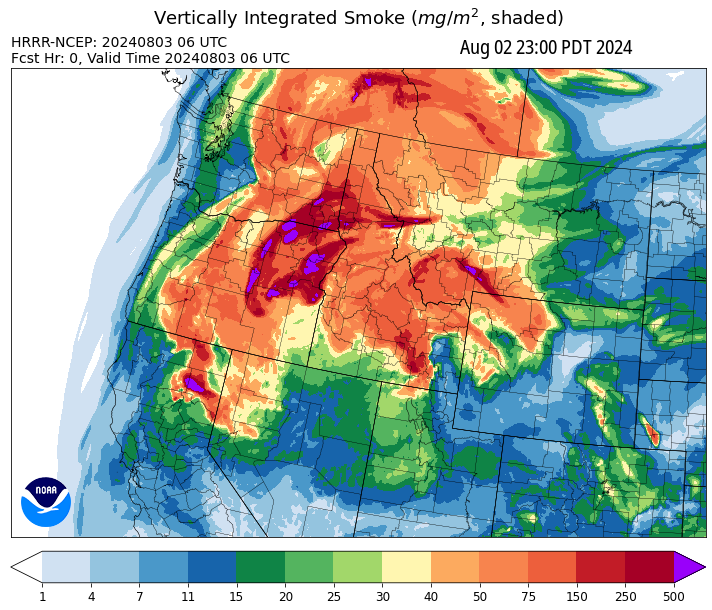 Vertically Integrated Smoke (mg/m², shaded)
HRRR-NCEP: 20240803 06 UTC
Aug 02 23:00 PDT 2024
Fcst Hr: 0, Valid Time 20240803 06 UTC
NOAA
1 4 7 11 15 20 25 30 40 50 75 150 250 500